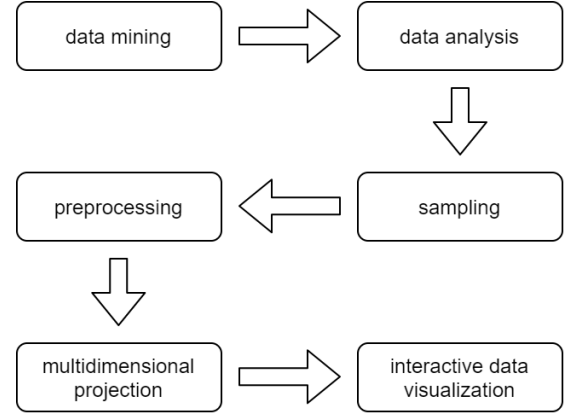 data mining
data analysis
sampling
preprocessing
multidimensional
projection
interactive data
visualization